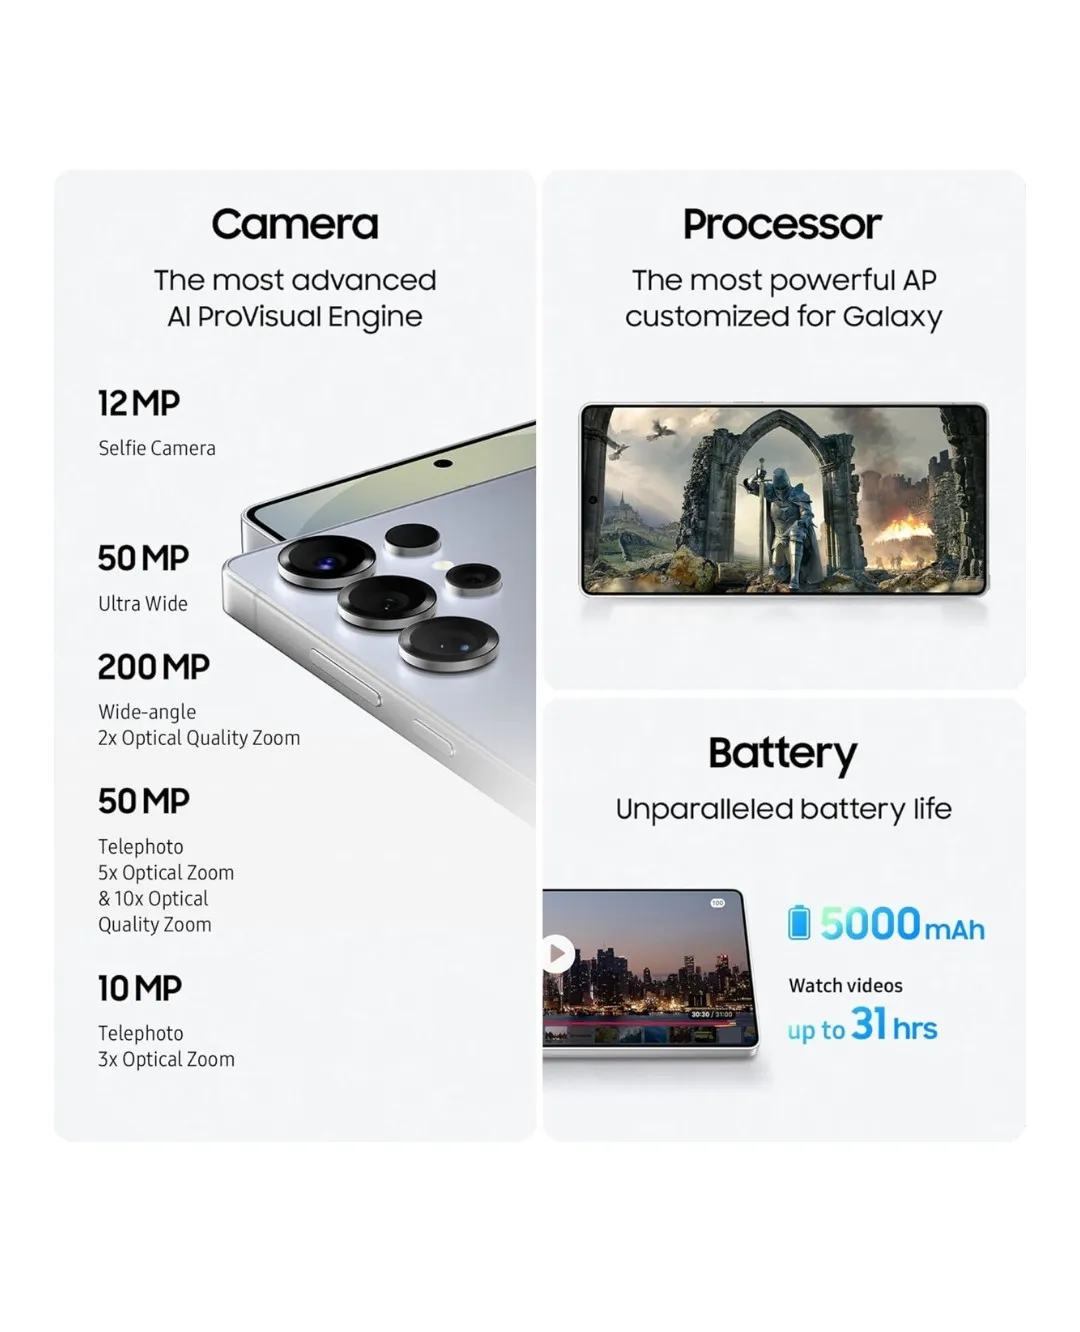 Camera
The most advanced
AI ProVisual Engine
12 MP
Selfie Camera
50 MP
Ultra Wide
200 MP
Wide-angle
2x Optical Quality Zoom
50 MP
Telephoto
5x Optical Zoom
& 10x Optical
Quality Zoom
10 MP
Telephoto
3x Optical Zoom
Processor
The most powerful AP
customized for Galaxy
Battery
Unparalleled battery life
100
30:30 / 31:00
5000 mAh
Watch videos
up to 31 hrs